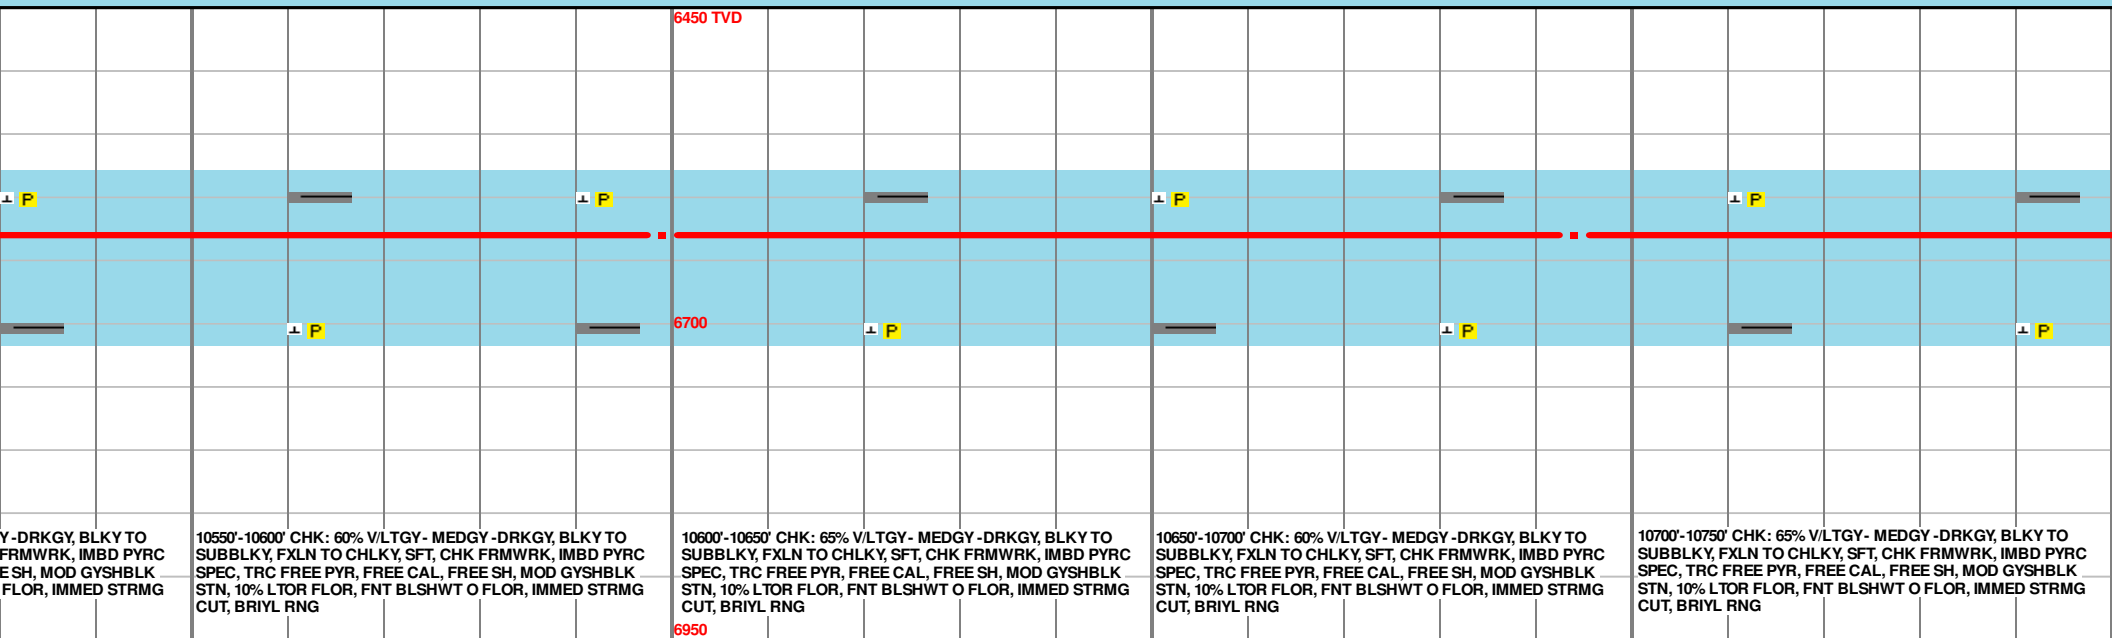 6450 TVD
P
P
P
P
6700
P
P
P
P
Y -DRKGY, BLKY TO
FRMWRK, IMBD PYRC
E SH, MOD GYSHBLK
FLOR, IMMED STRMG
10550'-10600' CHK: 60% V/LTGY- MEDGY -DRKGY, BLKY TO
SUBBLKY, FXLN TO CHLKY, SFT, CHK FRMWRK, IMBD PYRC
SPEC, TRC FREE PYR, FREE CAL, FREE SH, MOD GYSHBLK
STN, 10% LTOR FLOR, FNT BLSHWT O FLOR, IMMED STRMG
CUT, BRIYL RNG
10600'-10650' CHK: 65% V/LTGY- MEDGY -DRKGY, BLKY TO
SUBBLKY, FXLN TO CHLKY, SFT, CHK FRMWRK, IMBD PYRC
SPEC, TRC FREE PYR, FREE CAL, FREE SH, MOD GYSHBLK
STN, 10% LTOR FLOR, FNT BLSHWT O FLOR, IMMED STRMG
CUT, BRIYL RNG
10650'-10700' CHK: 60% V/LTGY- MEDGY -DRKGY, BLKY TO
SUBBLKY, FXLN TO CHLKY, SFT, CHK FRMWRK, IMBD PYRC
SPEC, TRC FREE PYR, FREE CAL, FREE SH, MOD GYSHBLK
STN, 10% LTOR FLOR, FNT BLSHWT O FLOR, IMMED STRMG
CUT, BRIYL RNG
10700'-10750' CHK: 65% V/LTGY- MEDGY -DRKGY, BLKY TO
SUBBLKY, FXLN TO CHLKY, SFT, CHK FRMWRK, IMBD PYRC
SPEC, TRC FREE PYR, FREE CAL, FREE SH, MOD GYSHBLK
STN, 10% LTOR FLOR, FNT BLSHWT O FLOR, IMMED STRMG
CUT, BRIYL RNG
6950